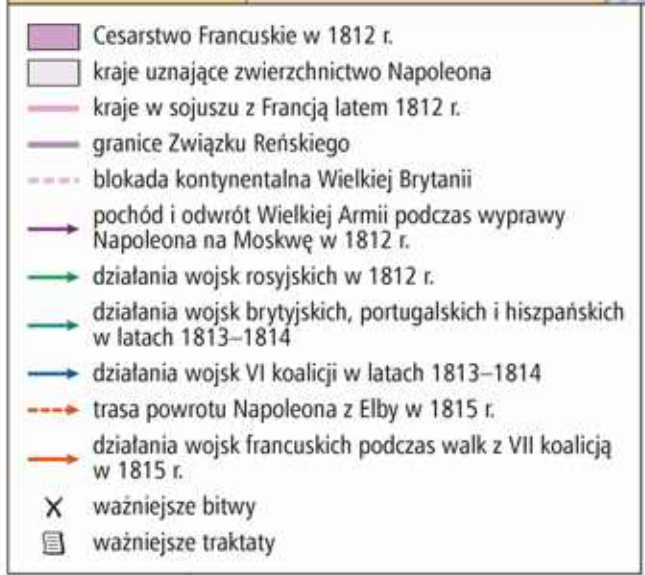 Cesarstwo Francuskie w 1812 r.
kraje uznające zwierzchnictwo Napoleona
kraje w sojuszu z Francją latem 1812 r.
granice Związku Reńskiego
blokada kontynentalna Wielkiej Brytanii
pochód i odwrót Wielkiej Armii podczas wyprawy
Napoleona na Moskwę w 1812 r.
działania wojsk rosyjskich w 1812 r.
działania wojsk brytyjskich, portugalskich i hiszpańskich
w latach 1813–1814
działania wojsk VI koalicji w latach 1813–1814
trasa powrotu Napoleona z Elby w 1815 r.
działania wojsk francuskich podczas walk z VII koalicją
w 1815 r.
ważniejsze bitwy
ważniejsze traktaty